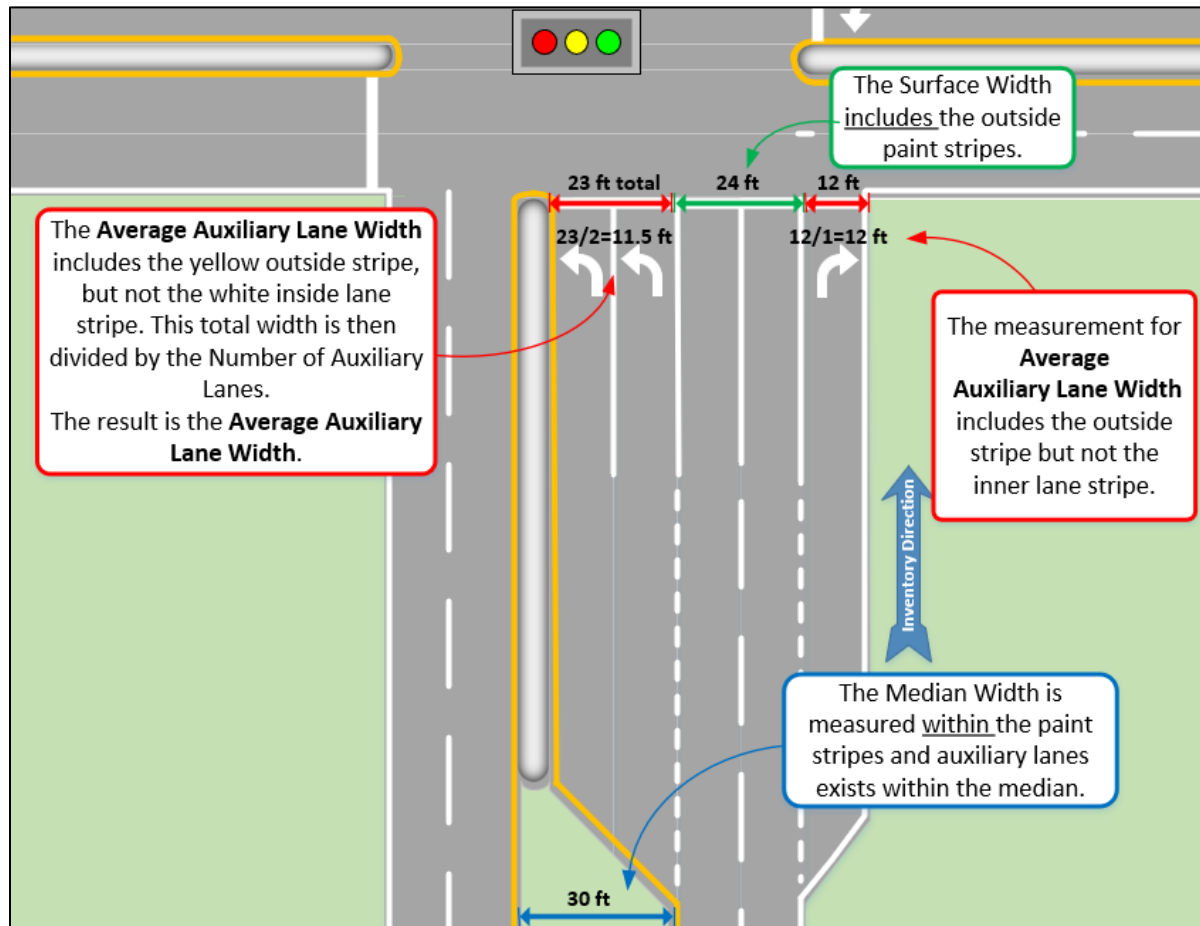 The Surface Width
includes the outside
paint stripes.
23 ft total
24 ft
12 ft
23/2=11.5 ft
12/1=12 ft
The Average Auxiliary Lane Width
includes the yellow outside stripe,
but not the white inside lane
stripe. This total width is then
divided by the Number of Auxiliary
Lanes.
The result is the Average Auxiliary
Lane Width.
The measurement for
Average
Auxiliary Lane Width
includes the outside
stripe but not the
inner lane stripe.
Inventory Direction
The Median Width is
measured within the paint
stripes and auxiliary lanes
exists within the median.
30 ft